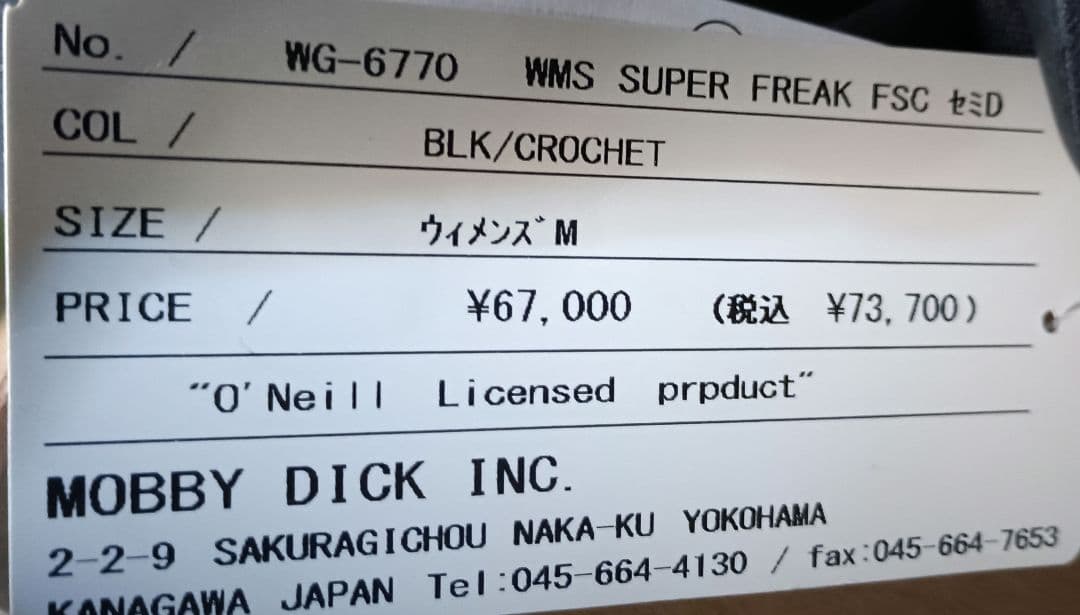 No. / WG-6770 WMS SUPER FREAK FSC ｾﾐD
COL / BLK/CROCHET
SIZE / ｳｲﾒﾝｽﾞ M
PRICE / ¥67,000 (税込 ¥73,700)
"O'Neill Licensed prpduct"
MOBBY DICK INC.
2-2-9 SAKURAGICHOU NAKA-KU YOKOHAMA
KANAGAWA JAPAN Tel:045-664-4130 / fax:045-664-7653